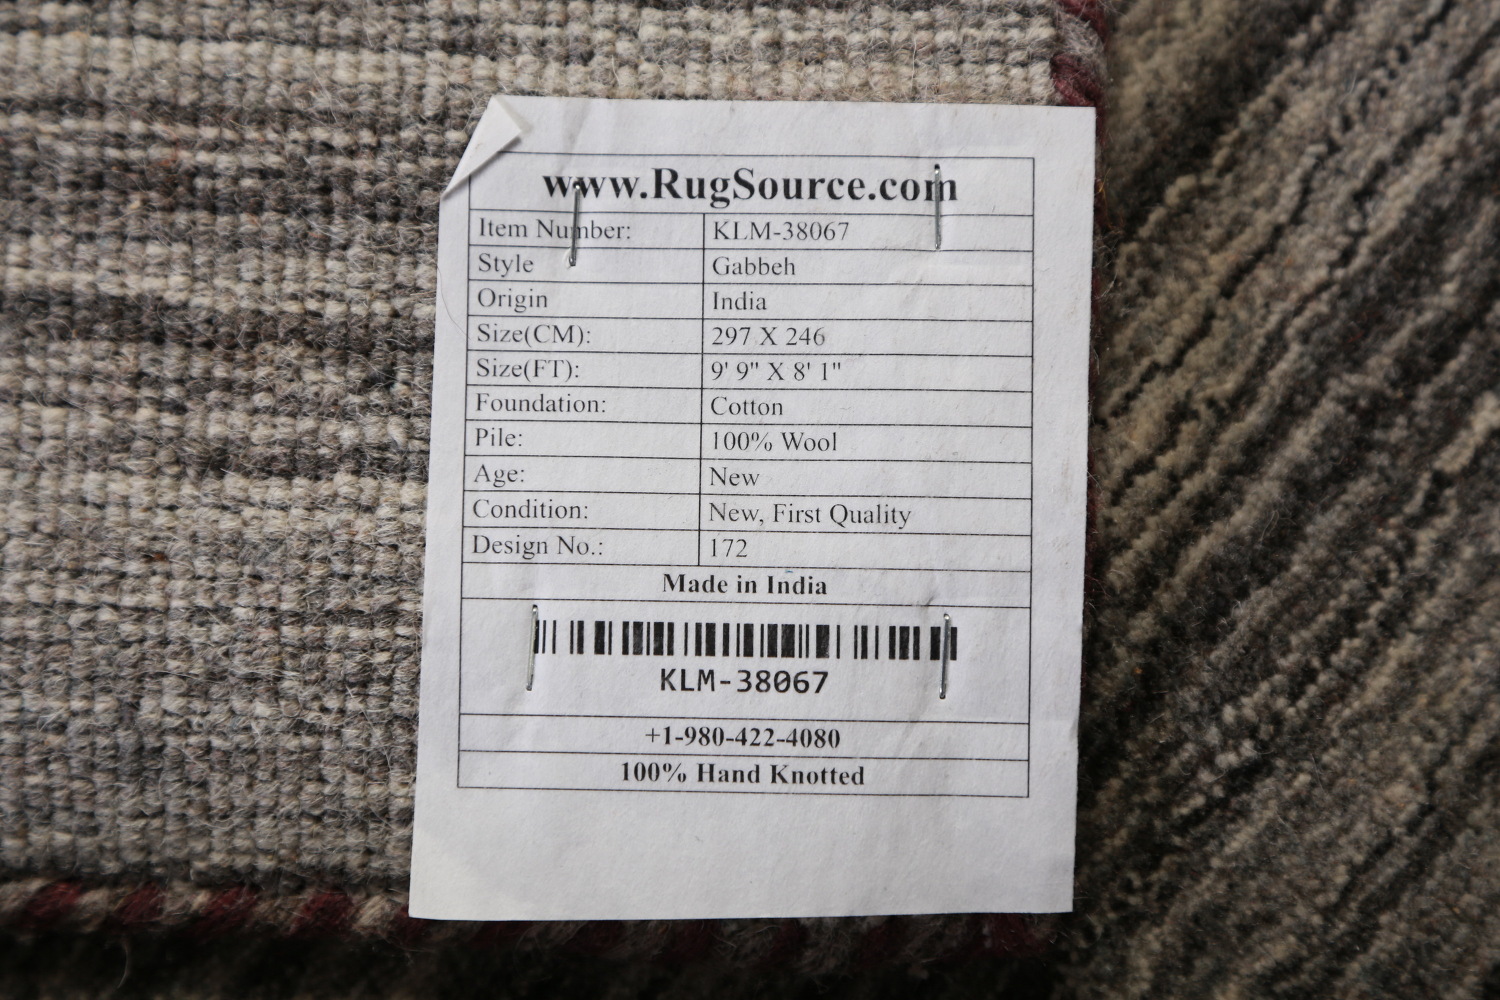 www.RugSource.com
Item Number: KLM-38067
Style Gabbeh
Origin India
Size(CM): 297 X 246
Size(FT): 9' 9" X 8' 1"
Foundation: Cotton
Pile: 100% Wool
Age: New
Condition: New, First Quality
Design No.: 172
Made in India
KLM-38067
+1-980-422-4080
100% Hand Knotted